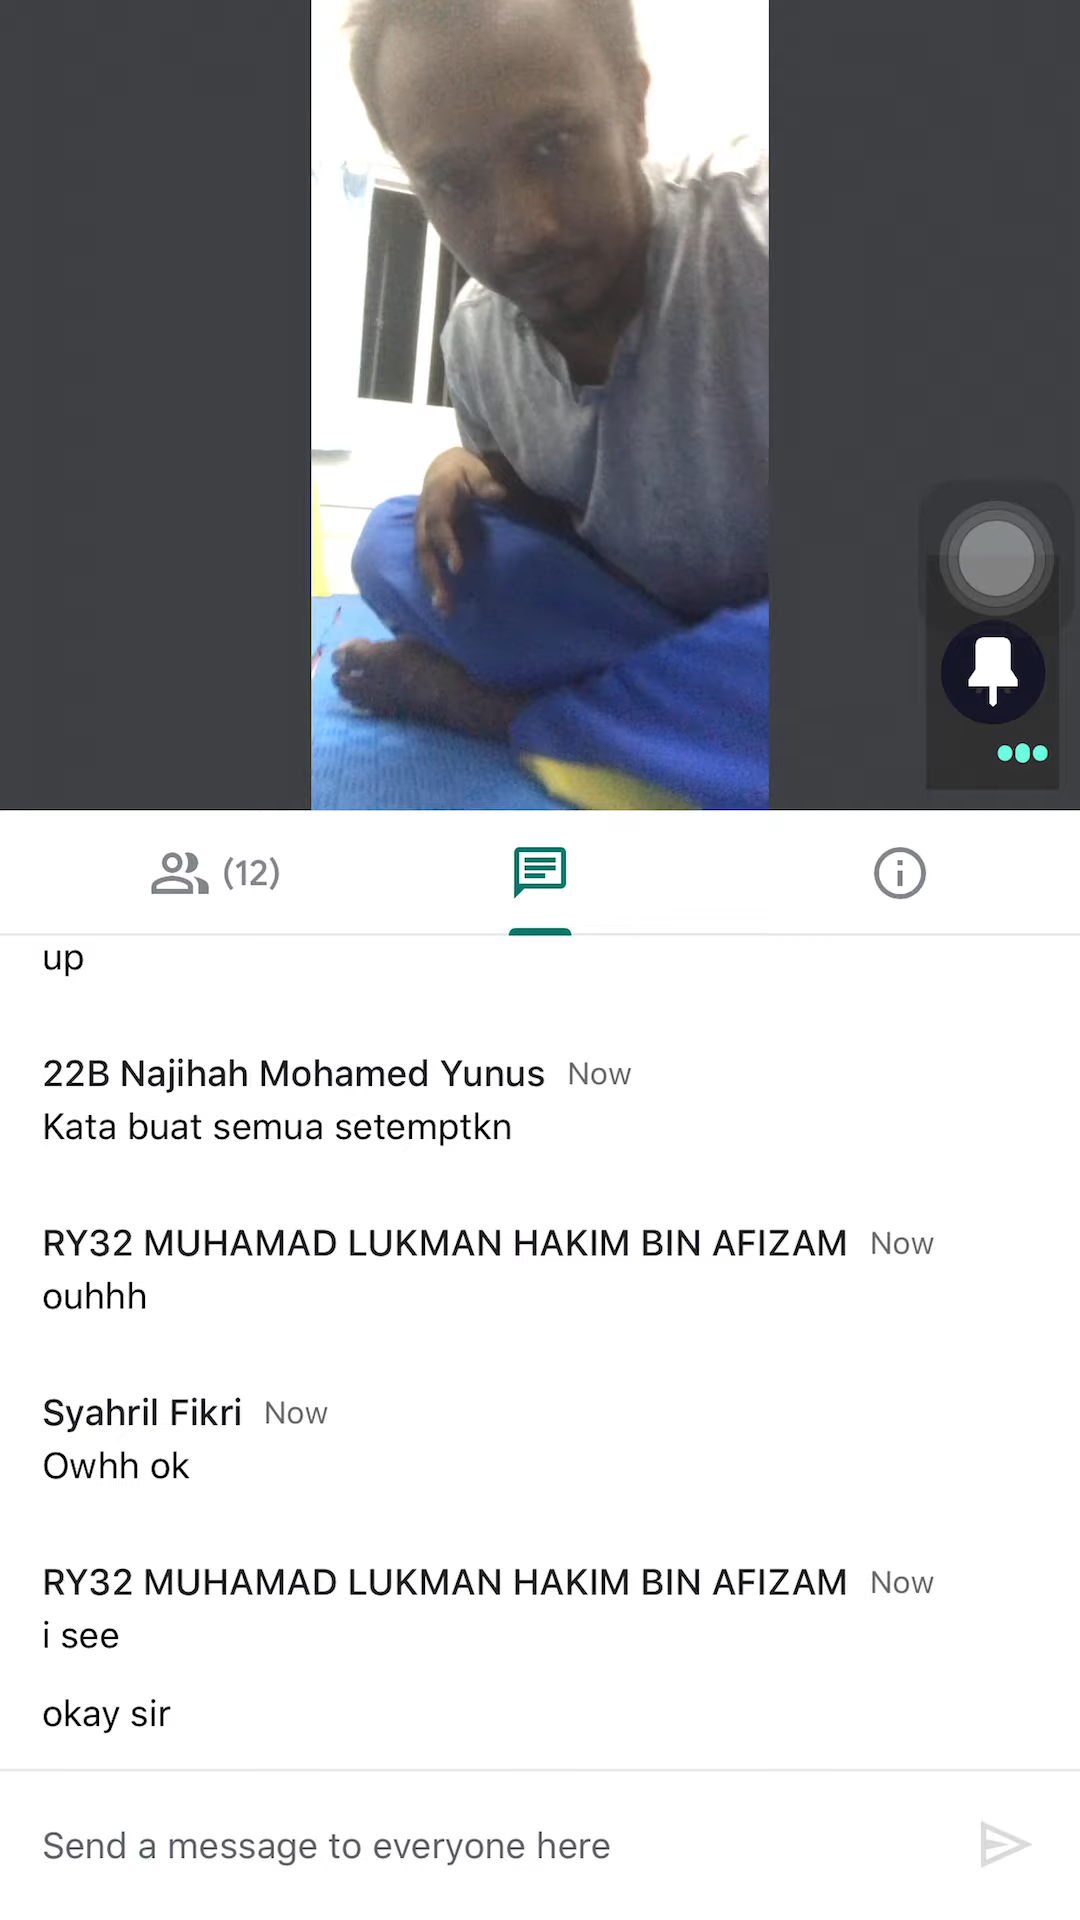 (12)
up
22B Najihah Mohamed Yunus Now
Kata buat semua setemptkn
RY32 MUHAMAD LUKMAN HAKIM BIN AFIZAM Now
ouhhh
Syahril Fikri Now
Owhh ok
RY32 MUHAMAD LUKMAN HAKIM BIN AFIZAM Now
i see
okay sir
Send a message to everyone here